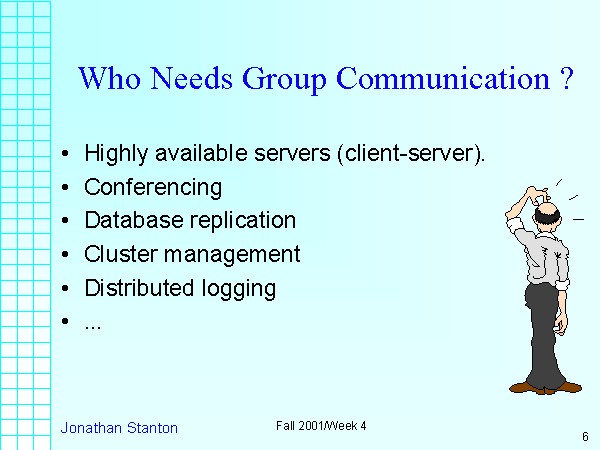 Who Needs Group Communication ?
• Highly available servers (client-server).
• Conferencing
• Database replication
• Cluster management
• Distributed logging
• ...
Jonathan Stanton
Fall 2001/Week 4
6